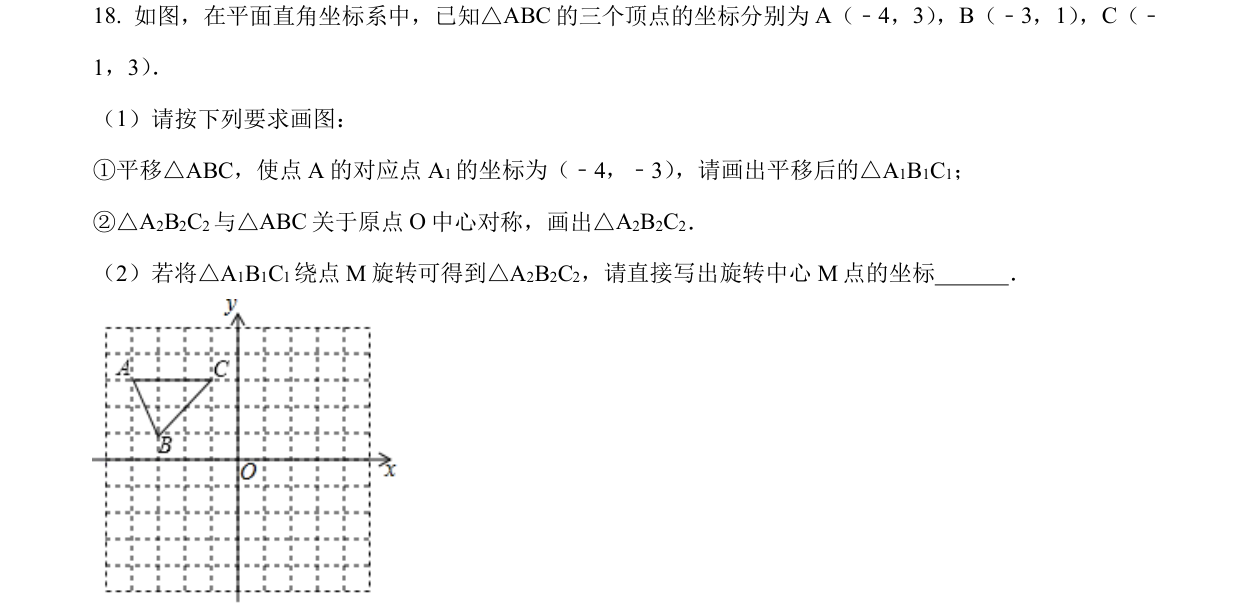 18. 如图，在平面直角坐标系中，已知△ABC的三个顶点的坐标分别为A（﹣4，3），B（﹣3，1），C（﹣
1，3）．
（1）请按下列要求画图：
①平移△ABC，使点A的对应点A₁的坐标为（﹣4，﹣3），请画出平移后的△A₁B₁C₁；
②△A₂B₂C₂与△ABC关于原点O中心对称，画出△A₂B₂C₂．
（2）若将△A₁B₁C₁绕点M旋转可得到△A₂B₂C₂，请直接写出旋转中心M点的坐标______．
y
A
C
B
O
x